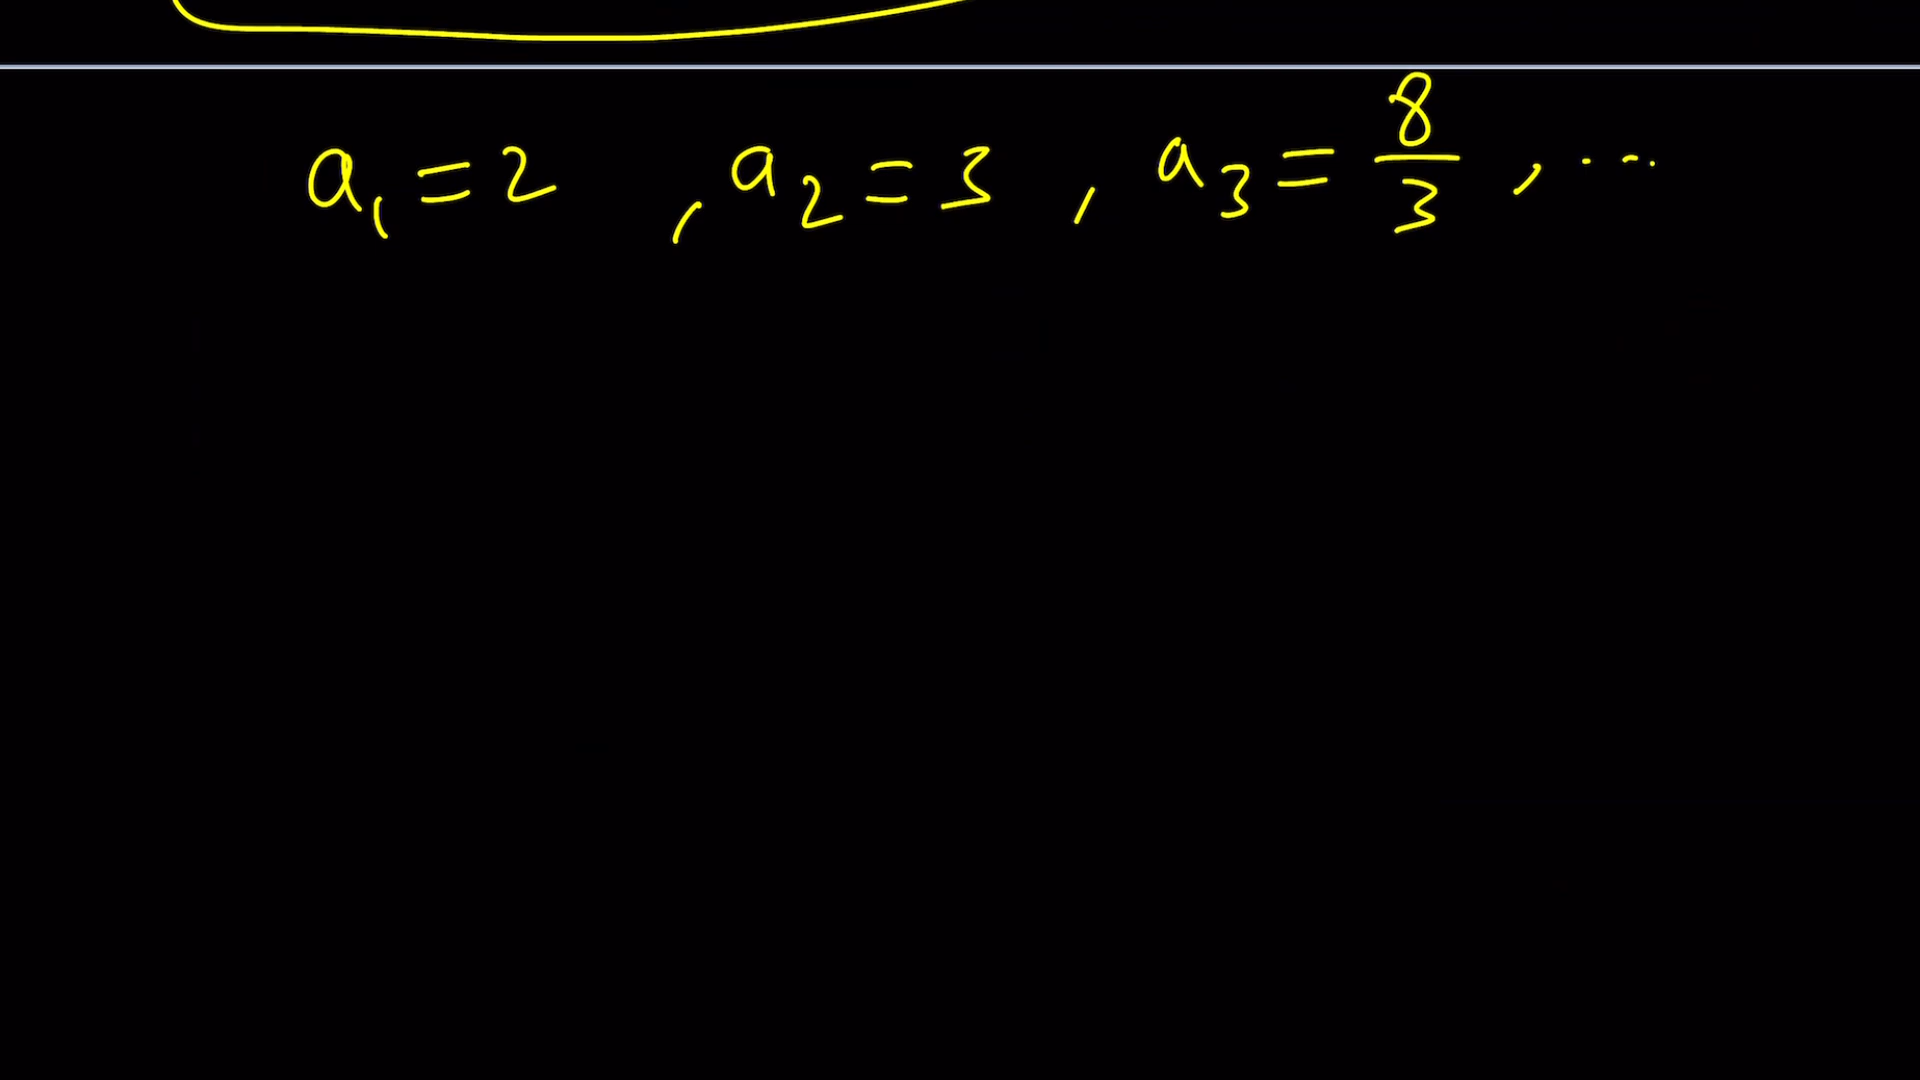 a₁ = 2 , a₂ = 3 , a₃ = 8/3 , ...